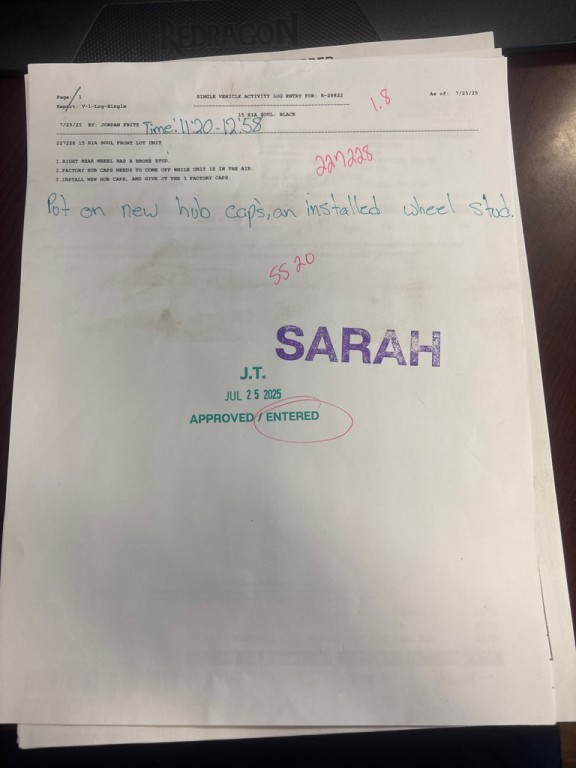 REDRAGON
Page/ 1
SINGLE VEHICLE ACTIVITY LOG ENTRY FOR: R-28822
As of: 7/25/25
Report: V-1-Log-Single
1.8
15 KIA SOUL: BLACK
7/25/25 BY: JORDAN FRITZ Time: 11:20-12:58
227228 15 KIA SOUL FRONT LOT UNIT
227228
1.RIGHT REAR WHEEL HAS A BROKE STUD.
2.FACTORY HUB CAPS NEEDS TO COME OFF WHILE UNIT IS IN THE AIR.
3.INSTALL NEW HUB CAPS, AND GIVE JT THE 3 FACTORY CAPS.
Pot on new hub caps, an installed wheel stud.
5520
SARAH
J.T.
JUL 25 2025
APPROVED / ENTERED